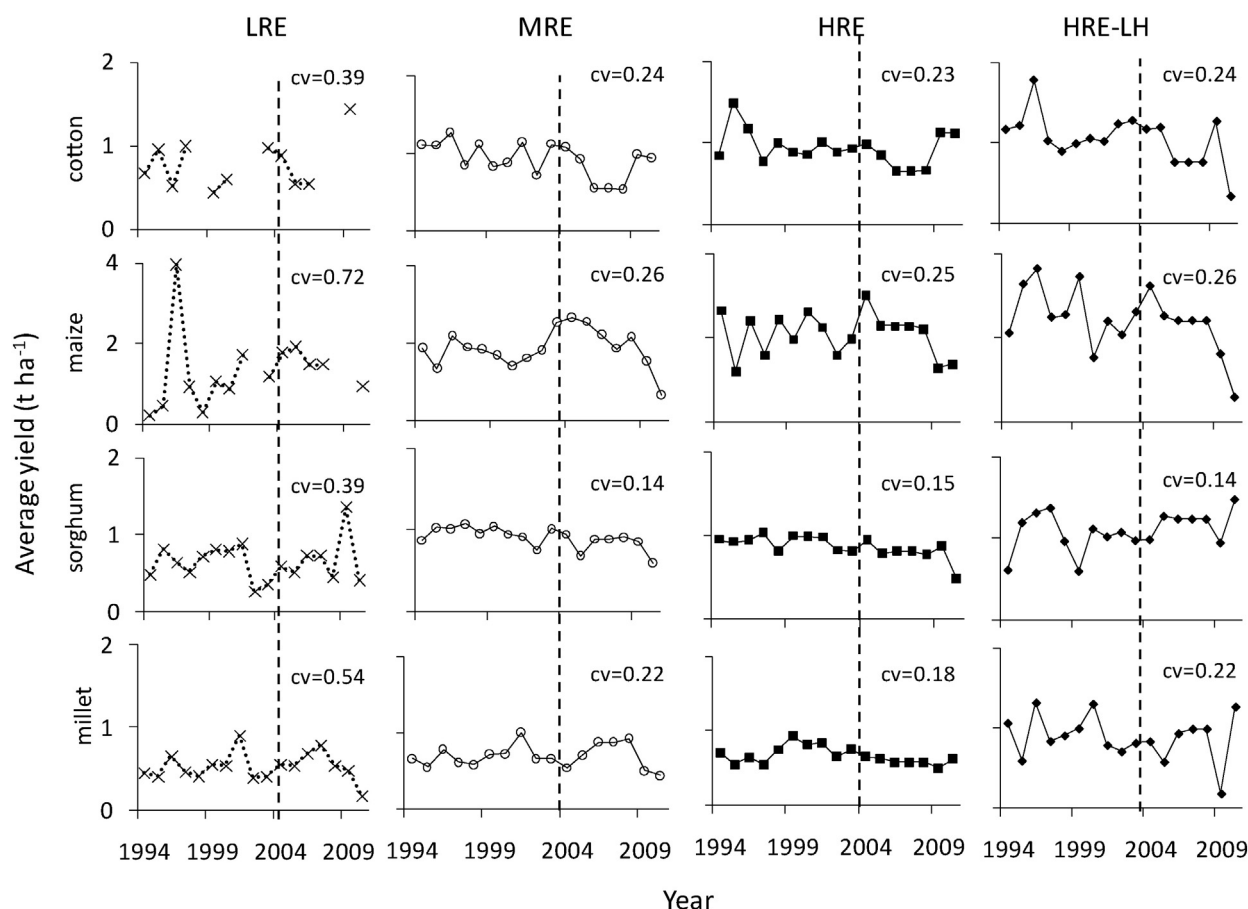 LRE MRE HRE HRE-LH
2 cv=0.39 cv=0.24 cv=0.23 cv=0.24
cotton
1
0
4 cv=0.72 cv=0.26 cv=0.25 cv=0.26
maize
2
0
Average yield (t ha⁻¹)
2 cv=0.39 cv=0.14 cv=0.15 cv=0.14
sorghum
1
0
2 cv=0.54 cv=0.22 cv=0.18 cv=0.22
millet
1
0
1994 1999 2004 2009 1994 1999 2004 2009 1994 1999 2004 2009 1994 1999 2004 2009
Year